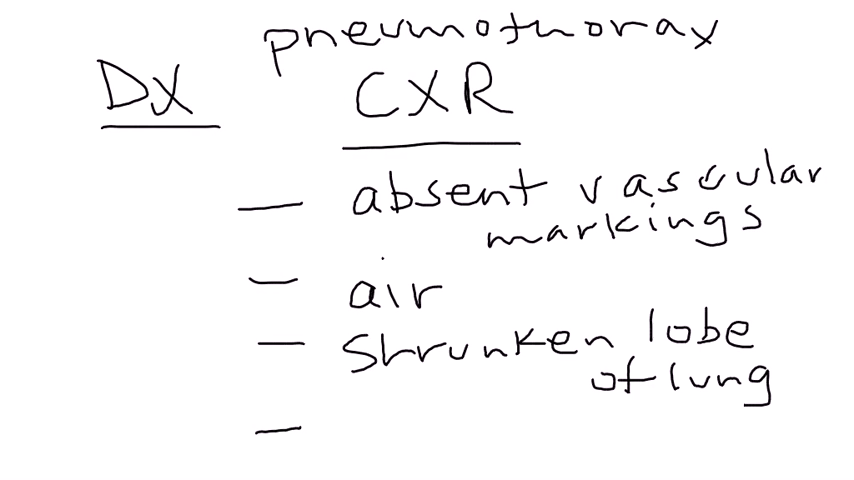 pneumothorax
Dx CXR
— absent vascular
markings
— air
— Shrunken lobe
of lung
—